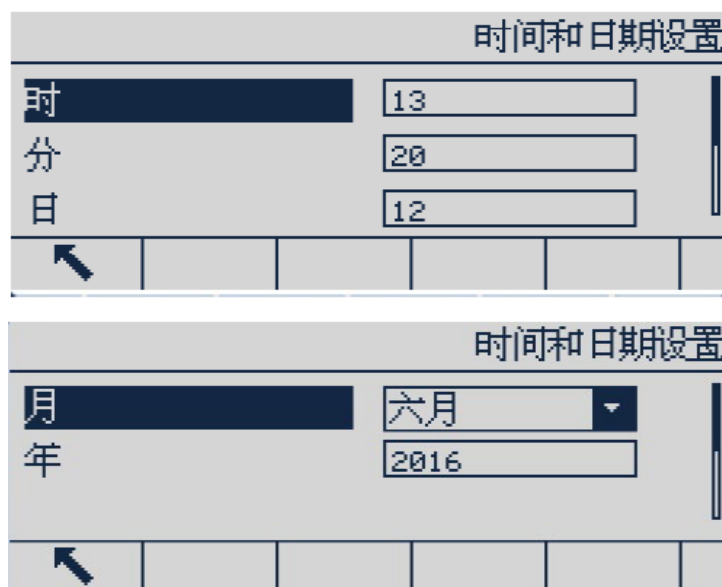 时间和日期设置
时 13
分 20
日 12
时间和日期设置
月 六月
年 2016